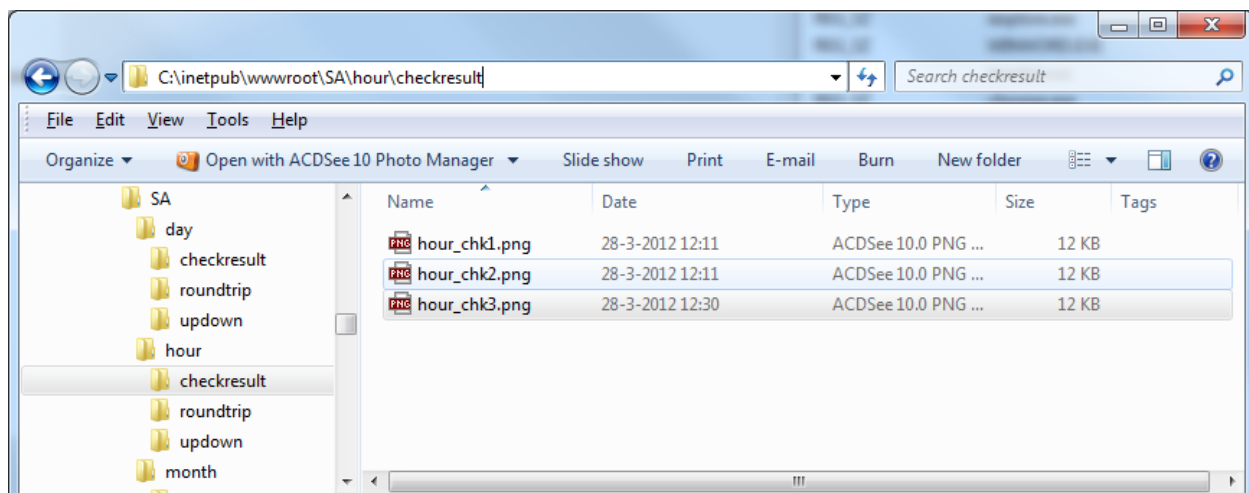 C:\inetpub\wwwroot\SA\hour\checkresult
Search checkresult
File Edit View Tools Help
Organize Open with ACDSee 10 Photo Manager Slide show Print E-mail Burn New folder
SA
day
checkresult
roundtrip
updown
hour
checkresult
roundtrip
updown
month
Name Date Type Size Tags
hour_chk1.png 28-3-2012 12:11 ACDSee 10.0 PNG ... 12 KB
hour_chk2.png 28-3-2012 12:11 ACDSee 10.0 PNG ... 12 KB
hour_chk3.png 28-3-2012 12:30 ACDSee 10.0 PNG ... 12 KB